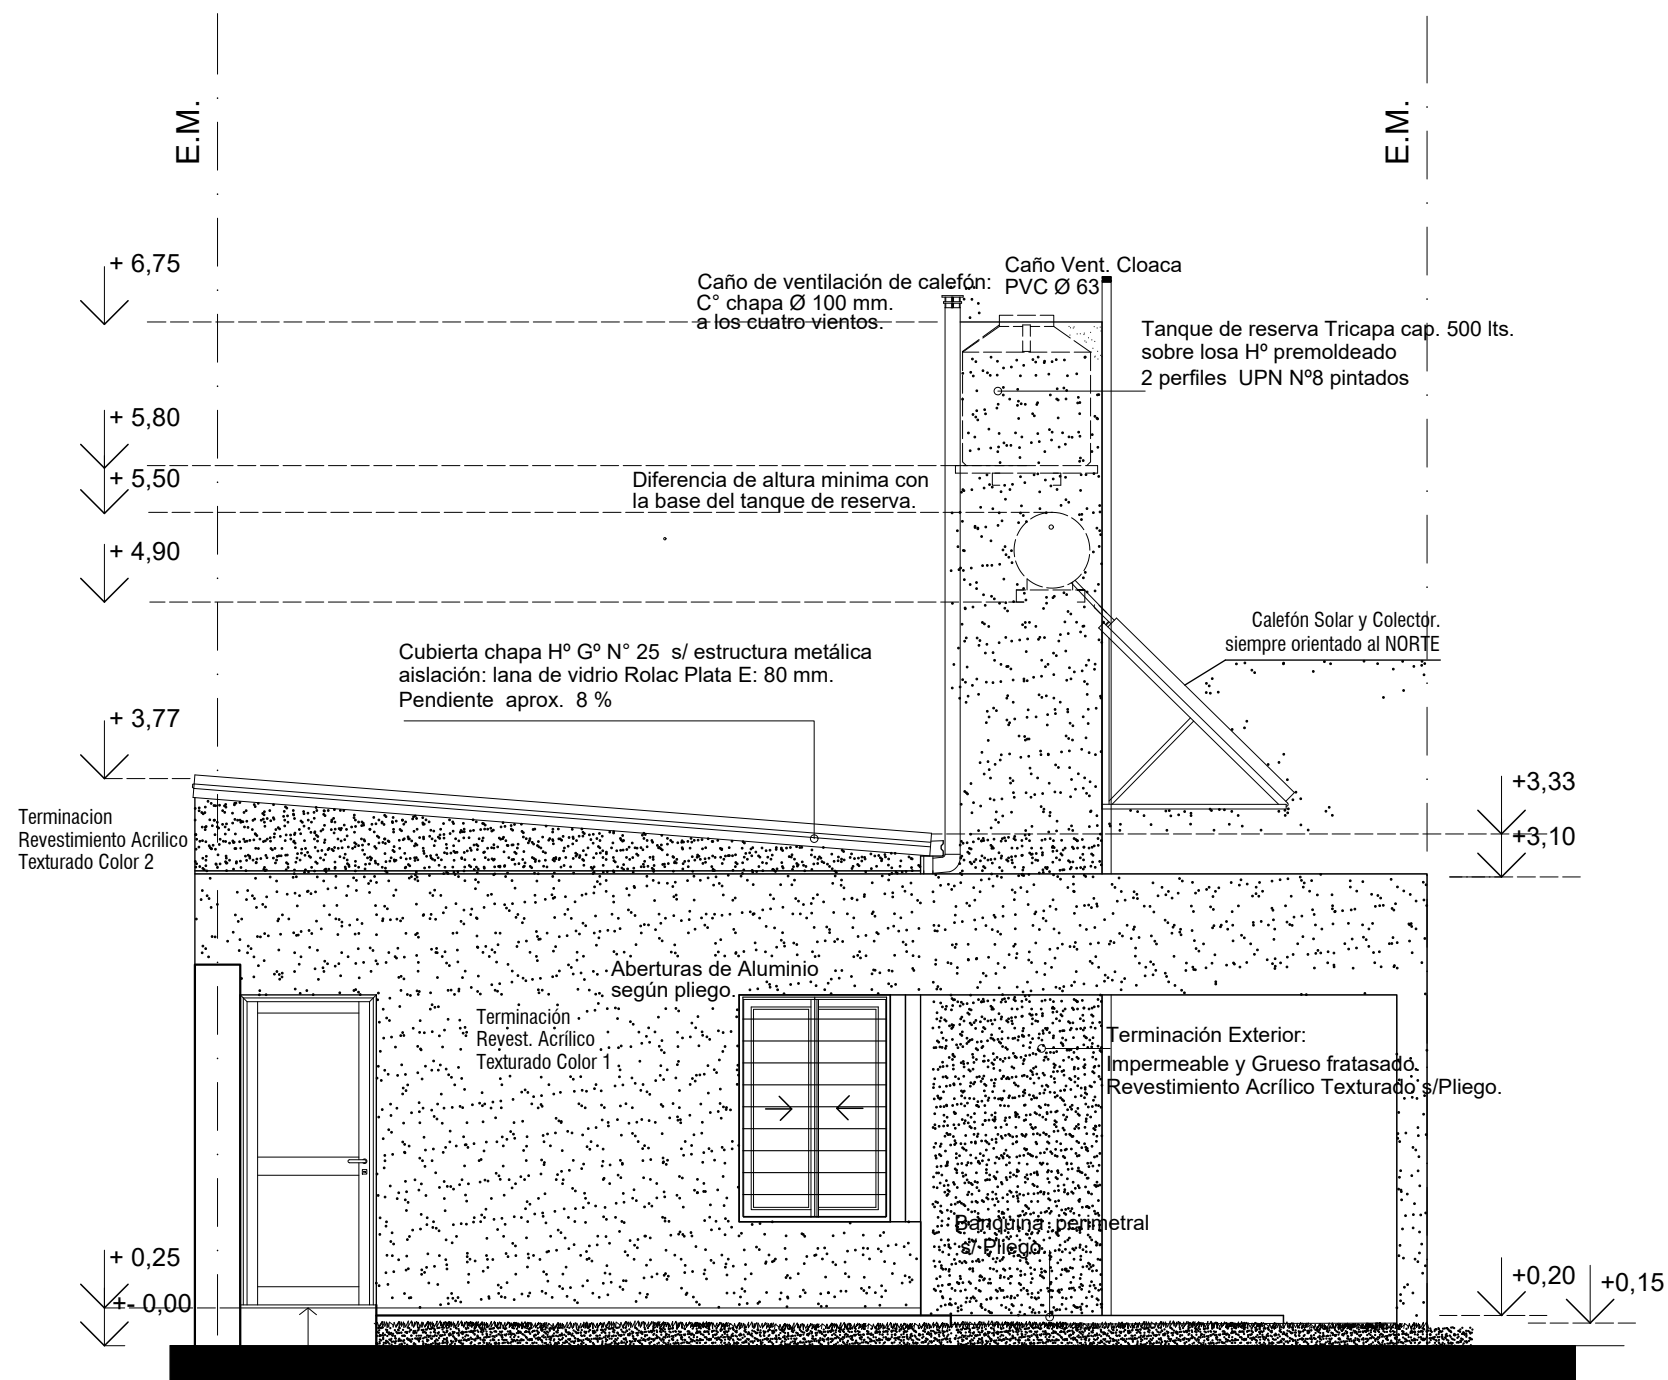 E.M.
E.M.
+ 6,75
Caño de ventilación de calefón:
C° chapa Ø 100 mm.
a los cuatro vientos.
Caño Vent. Cloaca
PVC Ø 63
Tanque de reserva Tricapa cap. 500 lts.
sobre losa Hº premoldeado
2 perfiles UPN Nº8 pintados
+ 5,80
+ 5,50
Diferencia de altura minima con
la base del tanque de reserva.
+ 4,90
Calefón Solar y Colector.
siempre orientado al NORTE
Cubierta chapa Hº Gº N° 25 s/ estructura metálica
aislación: lana de vidrio Rolac Plata E: 80 mm.
Pendiente aprox. 8 %
+ 3,77
+3,33
+3,10
Terminacion
Revestimiento Acrilico
Texturado Color 2
Aberturas de Aluminio
según pliego.
Terminación
Revest. Acrílico
Texturado Color 1
Terminación Exterior:
Impermeable y Grueso fratasado.
Revestimiento Acrílico Texturado s/Pliego.
Banquina perimetral
s/ Pliego
+ 0,25
+- 0,00
+0,20
+0,15